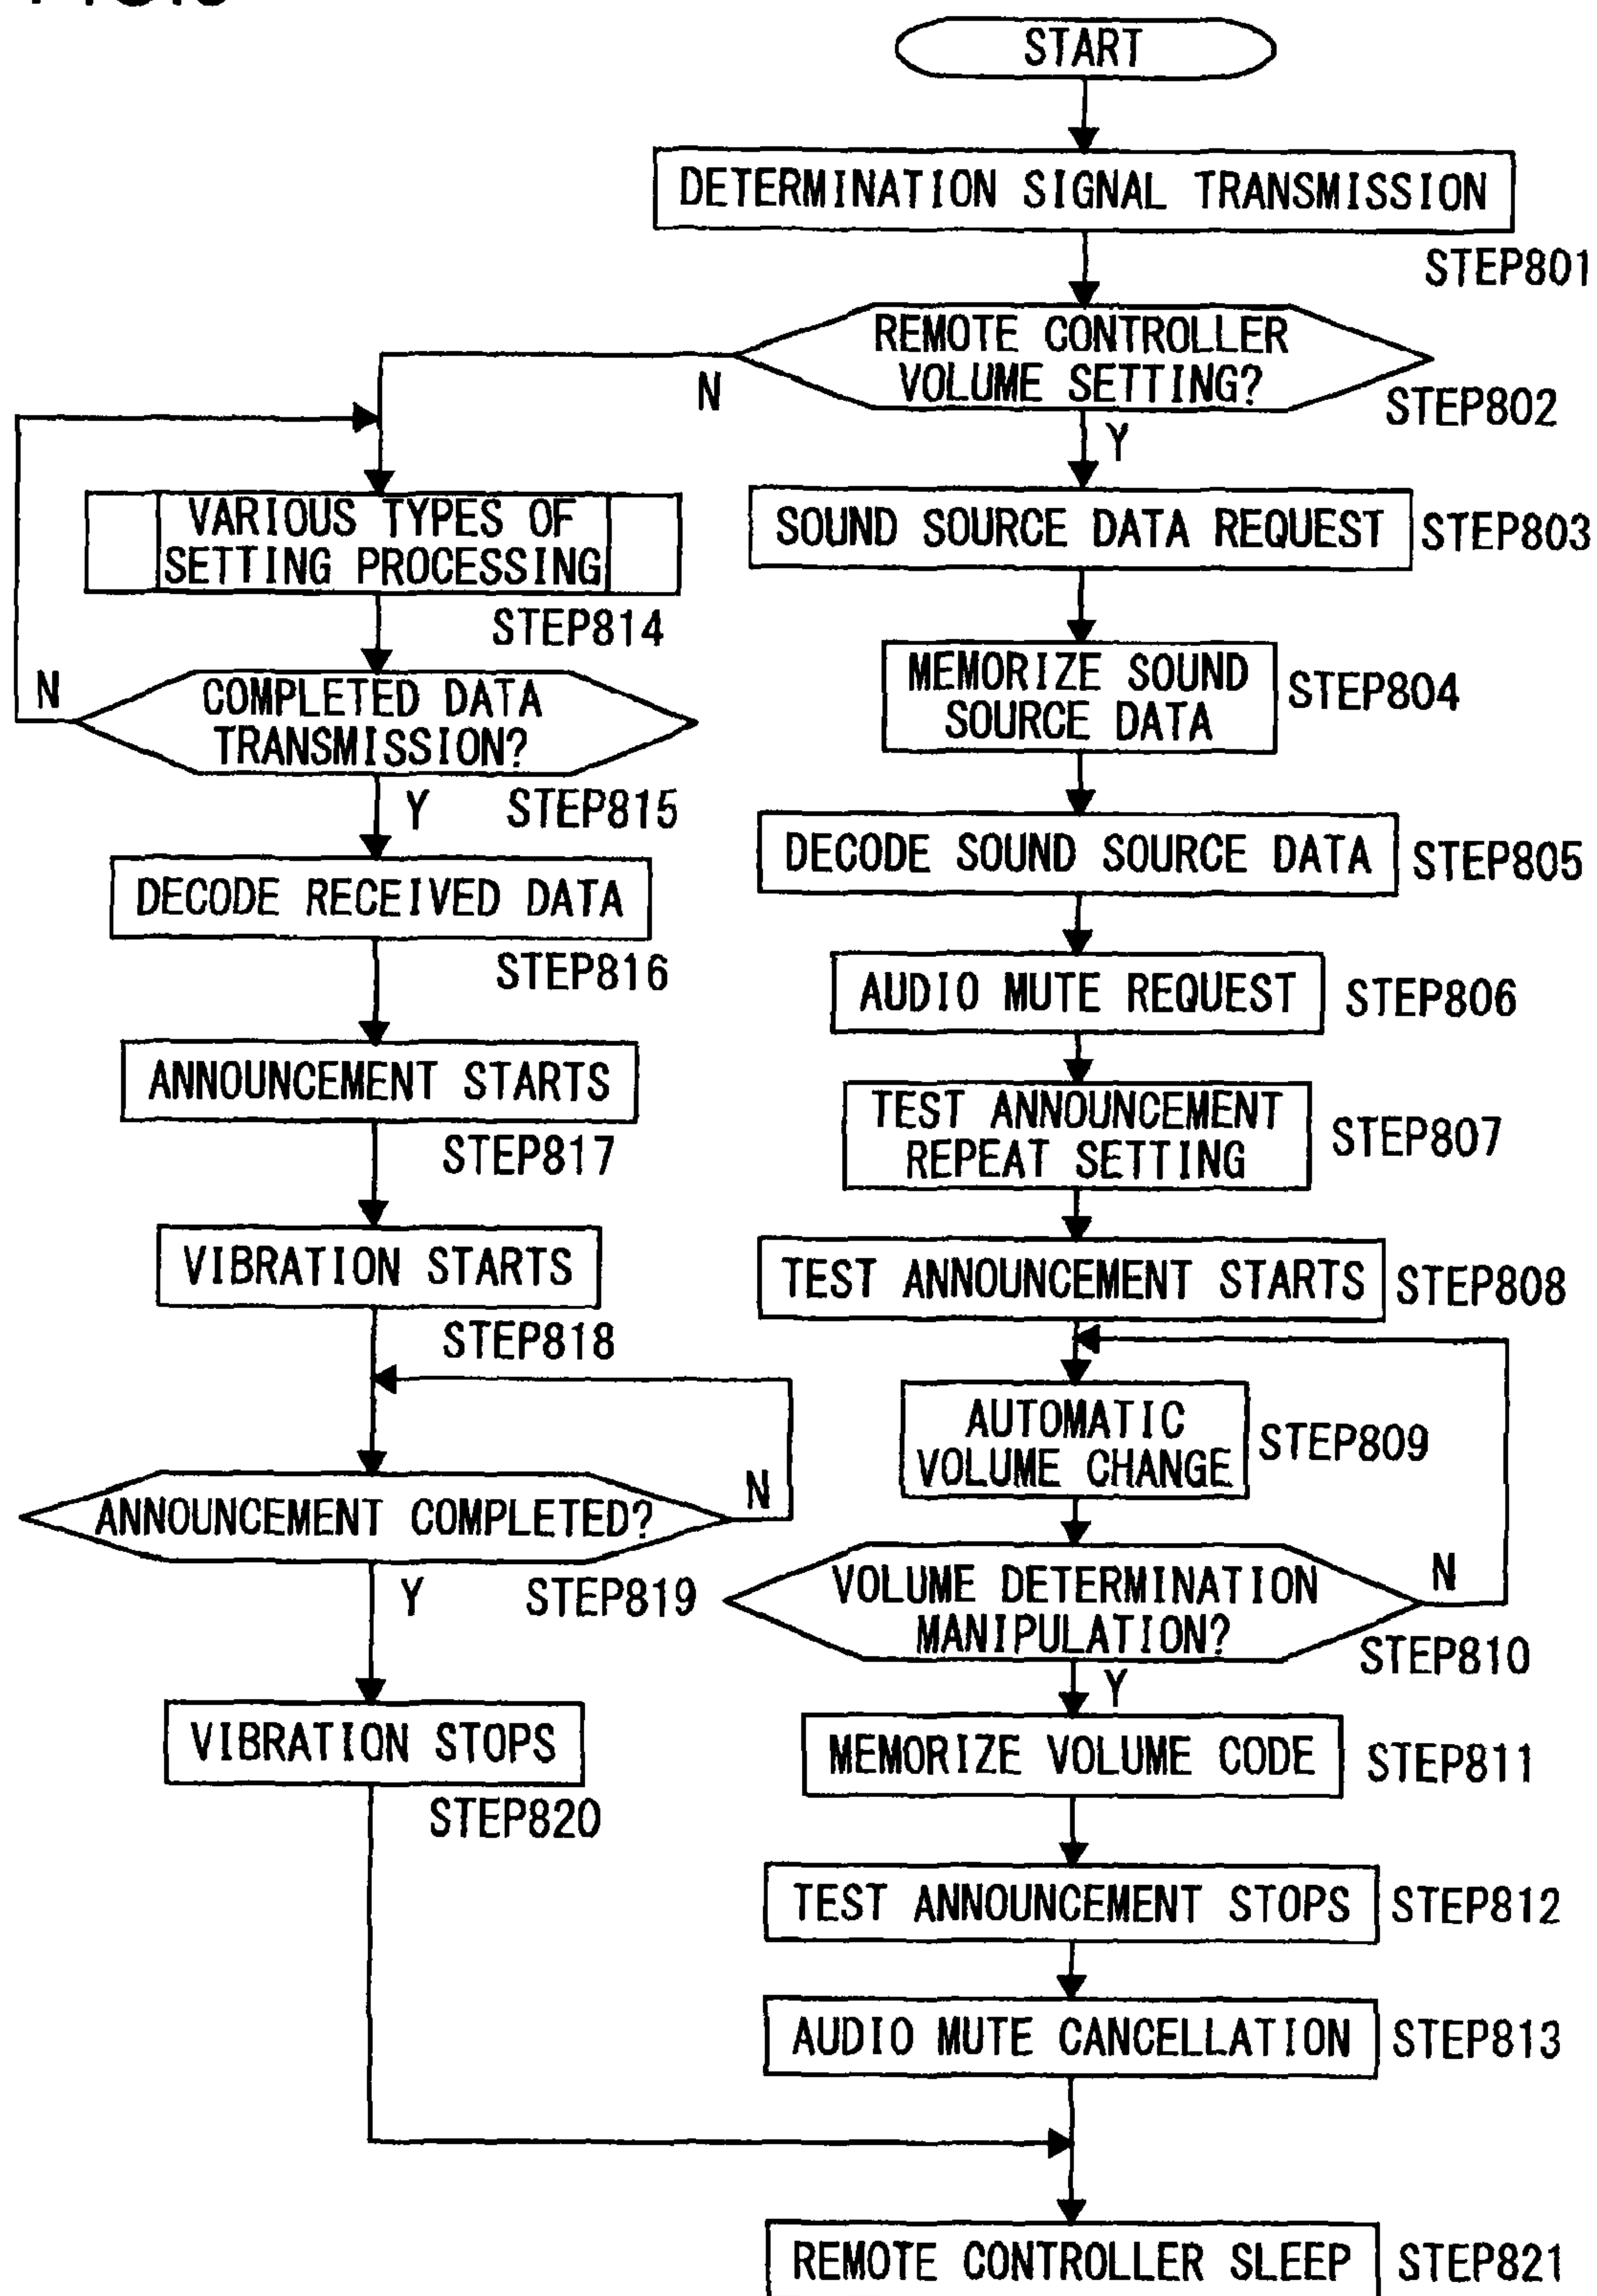 START
DETERMINATION SIGNAL TRANSMISSION
STEP801
REMOTE CONTROLLER
VOLUME SETTING?
STEP802
N
Y
SOUND SOURCE DATA REQUEST
STEP803
MEMORIZE SOUND
SOURCE DATA
STEP804
DECODE SOUND SOURCE DATA
STEP805
AUDIO MUTE REQUEST
STEP806
TEST ANNOUNCEMENT
REPEAT SETTING
STEP807
TEST ANNOUNCEMENT STARTS
STEP808
AUTOMATIC
VOLUME CHANGE
STEP809
VOLUME DETERMINATION
MANIPULATION?
N
STEP810
Y
MEMORIZE VOLUME CODE
STEP811
TEST ANNOUNCEMENT STOPS
STEP812
AUDIO MUTE CANCELLATION
STEP813
VARIOUS TYPES OF
SETTING PROCESSING
STEP814
N
COMPLETED DATA
TRANSMISSION?
STEP815
Y
DECODE RECEIVED DATA
STEP816
ANNOUNCEMENT STARTS
STEP817
VIBRATION STARTS
STEP818
ANNOUNCEMENT COMPLETED?
N
STEP819
Y
VIBRATION STOPS
STEP820
REMOTE CONTROLLER SLEEP
STEP821